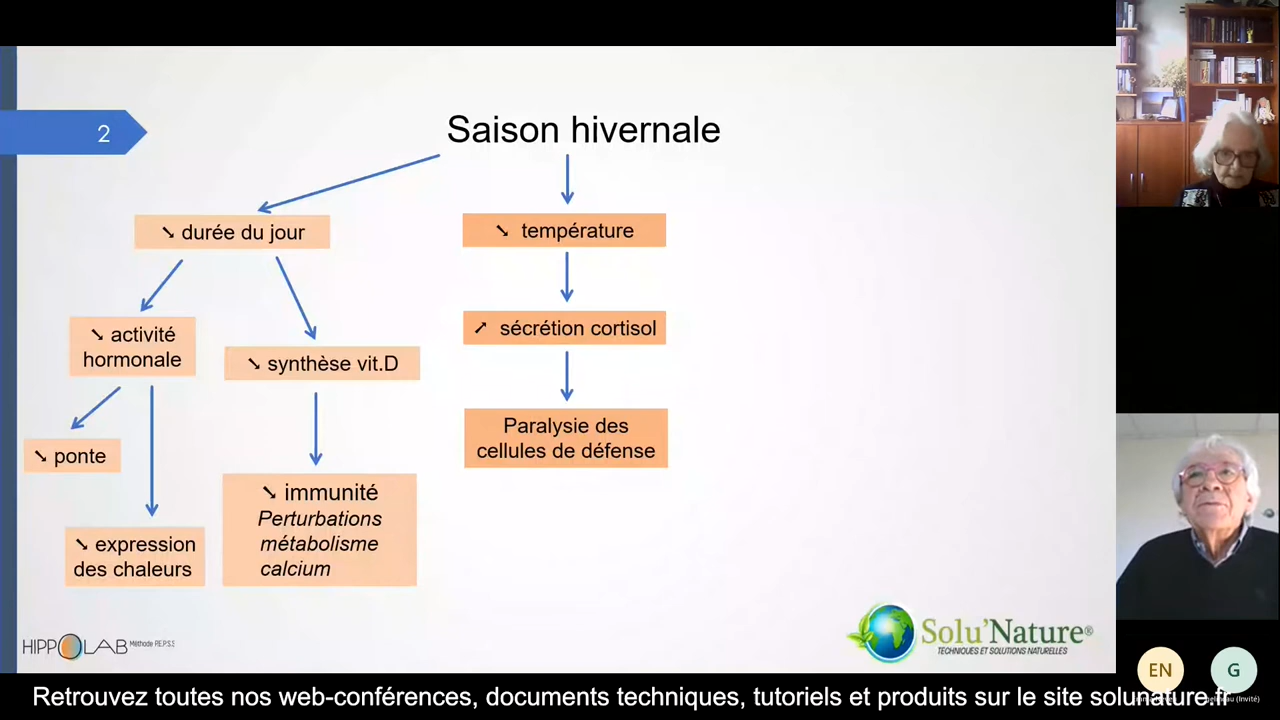 2
Saison hivernale
➘ durée du jour
➘ température
➘ activité
hormonale
➘ synthèse vit.D
➚ sécrétion cortisol
➘ ponte
Paralysie des
cellules de défense
➘ expression
des chaleurs
➘ immunité
Perturbations
métabolisme
calcium
HIPPOLAB Méthode P.E.P.S.S
Solu'Nature®
TECHNIQUES ET SOLUTIONS NATURELLES
EN
G
(Invité)
Retrouvez toutes nos web-conférences, documents techniques, tutoriels et produits sur le site solunature.fr